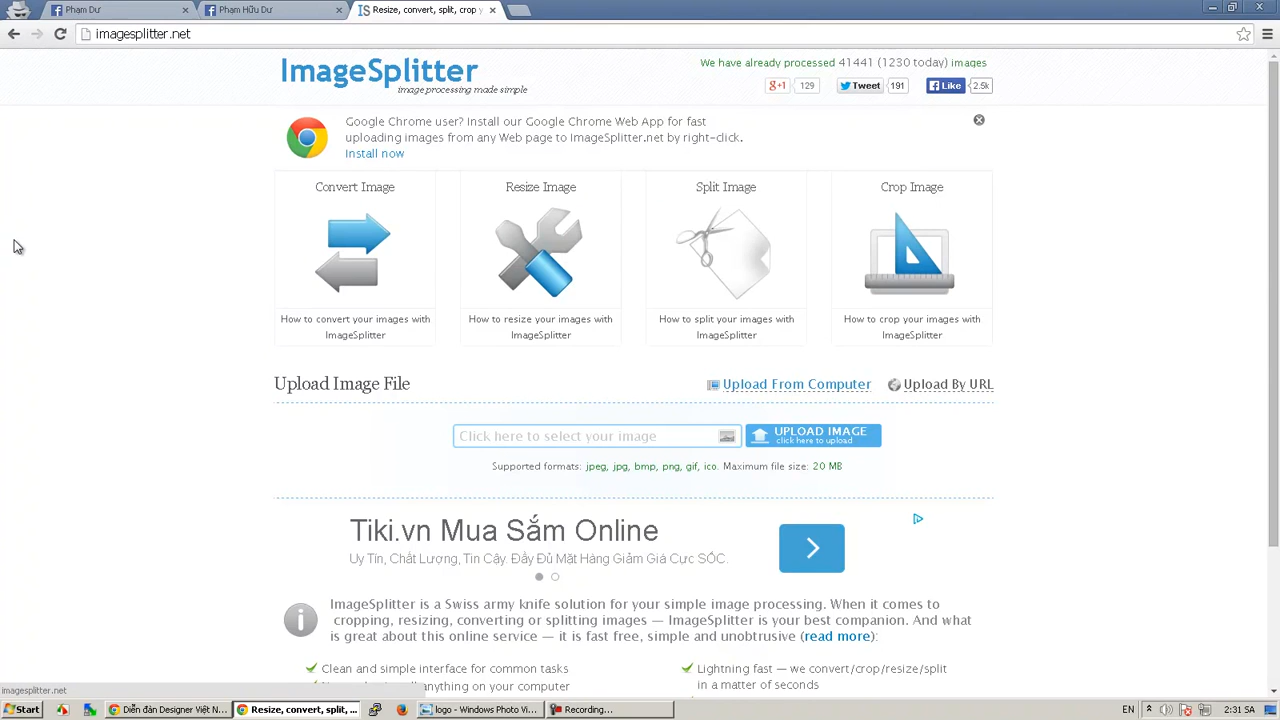 Phạm Dư
Phạm Hữu Dư
Resize, convert, split, crop y
imagesplitter.net
ImageSplitter
image processing made simple
We have already processed 41441 (1230 today) images
g+1 129 Tweet 191 Like 2.5k
Google Chrome user? Install our Google Chrome Web App for fast
uploading images from any Web page to ImageSplitter.net by right-click.
Install now
Convert Image
Resize Image
Split Image
Crop Image
How to convert your images with
ImageSplitter
How to resize your images with
ImageSplitter
How to split your images with
ImageSplitter
How to crop your images with
ImageSplitter
Upload Image File
Upload From Computer
Upload By URL
Click here to select your image
UPLOAD IMAGE
click here to upload
Supported formats: jpeg, jpg, bmp, png, gif, ico. Maximum file size: 20 MB
Tiki.vn Mua Sắm Online
Uy Tín, Chất Lượng, Tin Cậy. Đầy Đủ Mặt Hàng Giảm Giá Cực SỐC.
ImageSplitter is a Swiss army knife solution for your simple image processing. When it comes to
cropping, resizing, converting or splitting images — ImageSplitter is your best companion. And what
is great about this online service — it is fast free, simple and unobtrusive (read more):
Clean and simple interface for common tasks
Lightning fast — we convert/crop/resize/split
in a matter of seconds
anything on your computer
imagesplitter.net
Start
Diễn đàn Designer Việt N...
Resize, convert, split, ...
logo - Windows Photo Vi...
Recording...
EN
2:31 SA